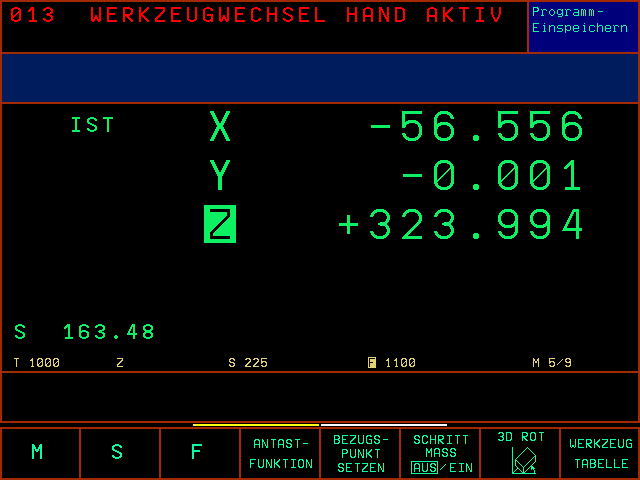 013 WERKZEUGWECHSEL HAND AKTIV
Programm-
Einspeichern
IST X -56.556
Y -0.001
Z +323.994
S 163.48
T 1000 Z S 225 F 1100 M 5/9
M
S
F
ANTAST-
FUNKTION
BEZUGS-
PUNKT
SETZEN
SCHRITT
MASS
AUS/EIN
3D ROT
WERKZEUG
TABELLE